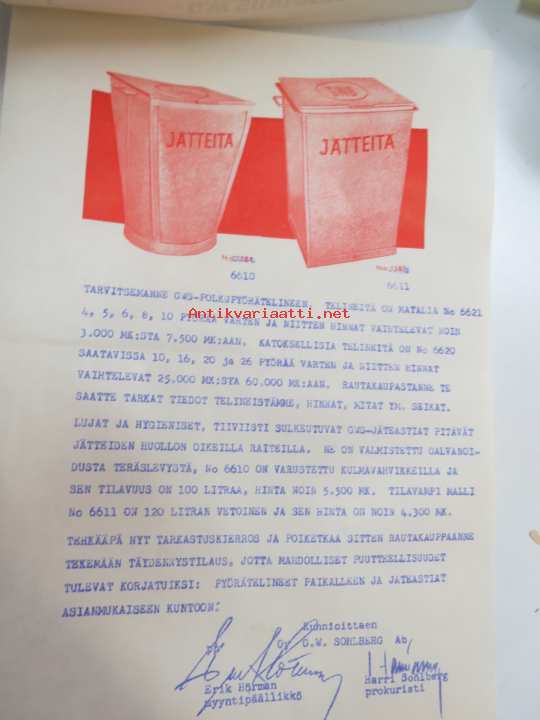 JÄTTEITÄ
JÄTTEITÄ
6610
6611
TARVITSEMANNE GWS-POLKUPYÖRÄTELINEEN. TELINEITÄ ON MATALIA No 6621
4, 5, 6, 8, 10 PYÖRÄÄ VARTEN JA NIITTEN HINNAT VAIHTELEVAT NOIN
Antikvariaatti.net
3.000 MK:STA 7.500 MK:AAN. KATOKSELLISIA TELINEITÄ ON No 6620
SAATAVISSA 10, 16, 20 ja 26 PYÖRÄÄ VARTEN JA NIITTEN HINNAT
VAIHTELEVAT 25.000 MK:STA 60.000 MK:AAN. RAUTAKAUPASTANNE TE
SAATTE TARKAT TIEDOT TELINEISTÄMME, HINNAT, MITAT YM. SEIKAT.
LUJAT JA HYGIENISET, TIIVIISTI SULKEUTUVAT GWS-JÄTEASTIAT PITÄVÄT
JÄTTEIDEN HUOLLON OIKEILLA RAITEILLA. NE ON VALMISTETTU GALVANOI-
DUSTA TERÄSLEVYSTÄ, No 6610 ON VARUSTETTU KULMAVAHVIKKEILLA JA
SEN TILAVUUS ON 100 LITRAA, HINTA NOIN 5.500 MK. TILAVAMPI MALLI
No 6611 ON 120 LITRAN VETOINEN JA SEN HINTA ON NOIN 4.300 MK.
TEHKÄÄPÄ NYT TARKASTUSKIERROS JA POIKETKAA SITTEN RAUTAKAUPPAANNE
TEKEMÄÄN TÄYDENNYSTILAUS, JOTTA MAHDOLLISET PUUTTEELLISUUDET
TULEVAT KORJATUIKSI: PYÖRÄTELINEET PAIKALLEEN JA JÄTEASTIAT
ASIANMUKAISEEN KUNTOON!
Kunnioittaen
Oy G.W. SOHLBERG Ab
Erik Hörman
myyntipäällikkö
Harri Sohlberg
prokuristi